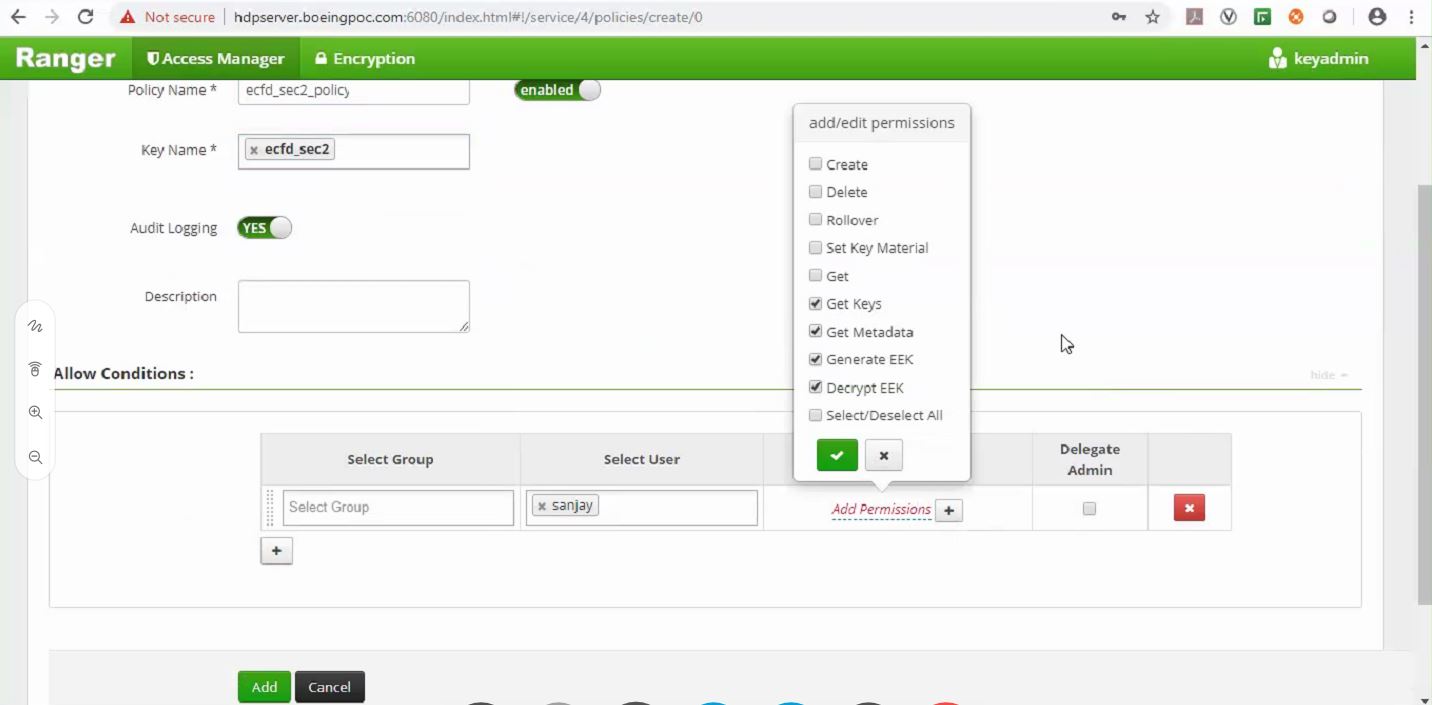 Not secure | hdpserver.boeingpoc.com:6080/index.html#!/service/4/policies/create/0
Ranger Access Manager Encryption keyadmin
Policy Name * ecfd_sec2_policy enabled
add/edit permissions
Key Name * × ecfd_sec2
Create
Delete
Rollover
Audit Logging YES
Set Key Material
Get
Description
Get Keys
Get Metadata
Generate EEK
Allow Conditions : hide
Decrypt EEK
Select/Deselect All
Select Group Select User Delegate Admin
Select Group × sanjay Add Permissions +
+
Add Cancel